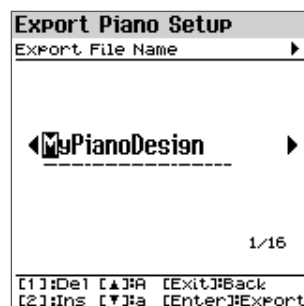 Export Piano Setup
Export File Name ▶
◀MyPianoDesign ▶
1/16
[1]:Del [▲]:A [Exit]:Back
[2]:Ins [▼]:a [Enter]:Export